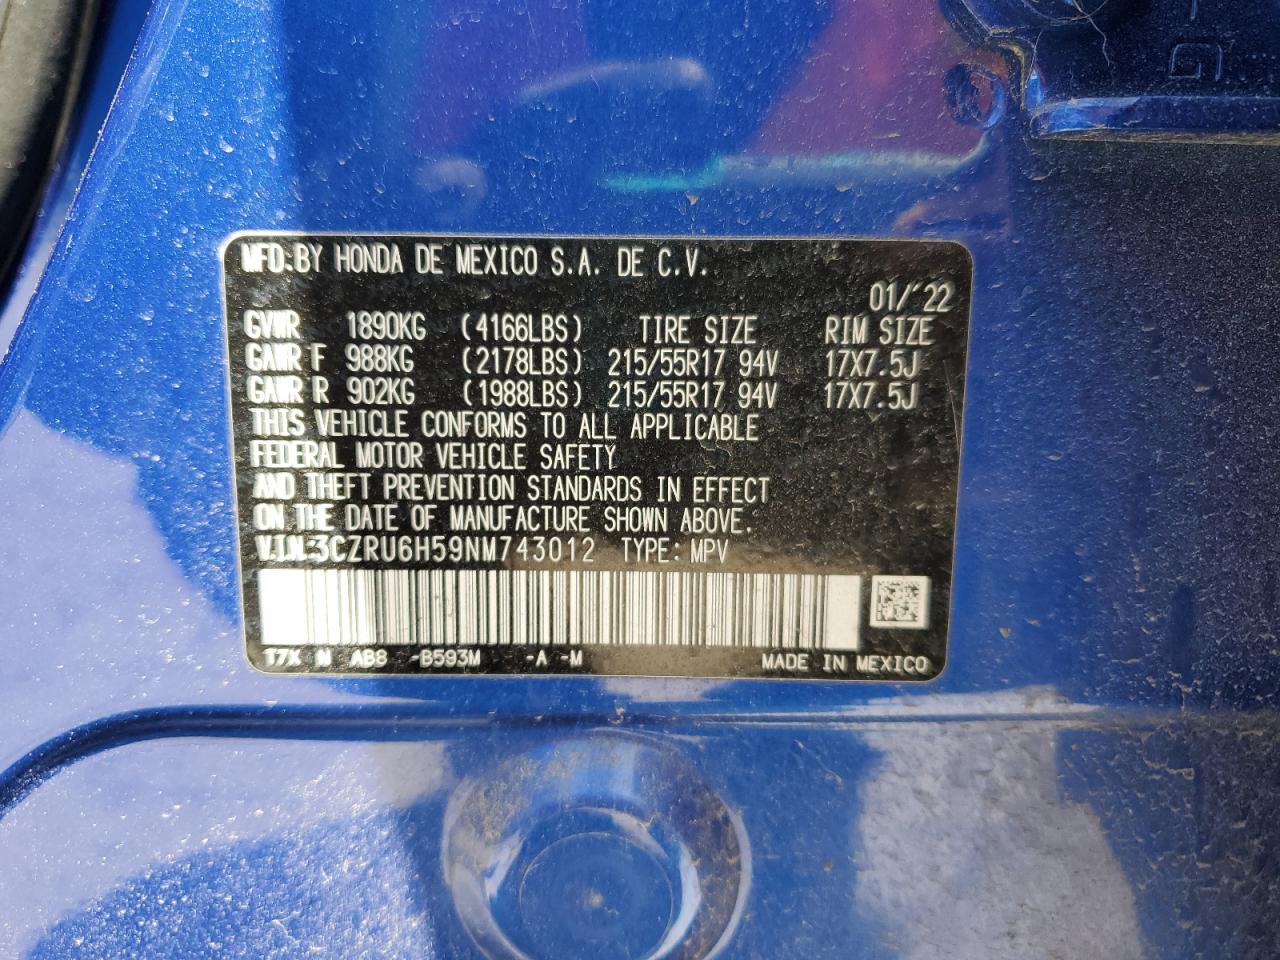 MFD. BY HONDA DE MEXICO S.A. DE C.V.
01/'22
GVWR 1890KG (4166LBS) TIRE SIZE RIM SIZE
GAWR F 988KG (2178LBS) 215/55R17 94V 17X7.5J
GAWR R 902KG (1988LBS) 215/55R17 94V 17X7.5J
THIS VEHICLE CONFORMS TO ALL APPLICABLE
FEDERAL MOTOR VEHICLE SAFETY
AND THEFT PREVENTION STANDARDS IN EFFECT
ON THE DATE OF MANUFACTURE SHOWN ABOVE.
V.I.N:3CZRU6H59NM743012 TYPE: MPV
T7X N AB8 -B593M -A -M MADE IN MEXICO